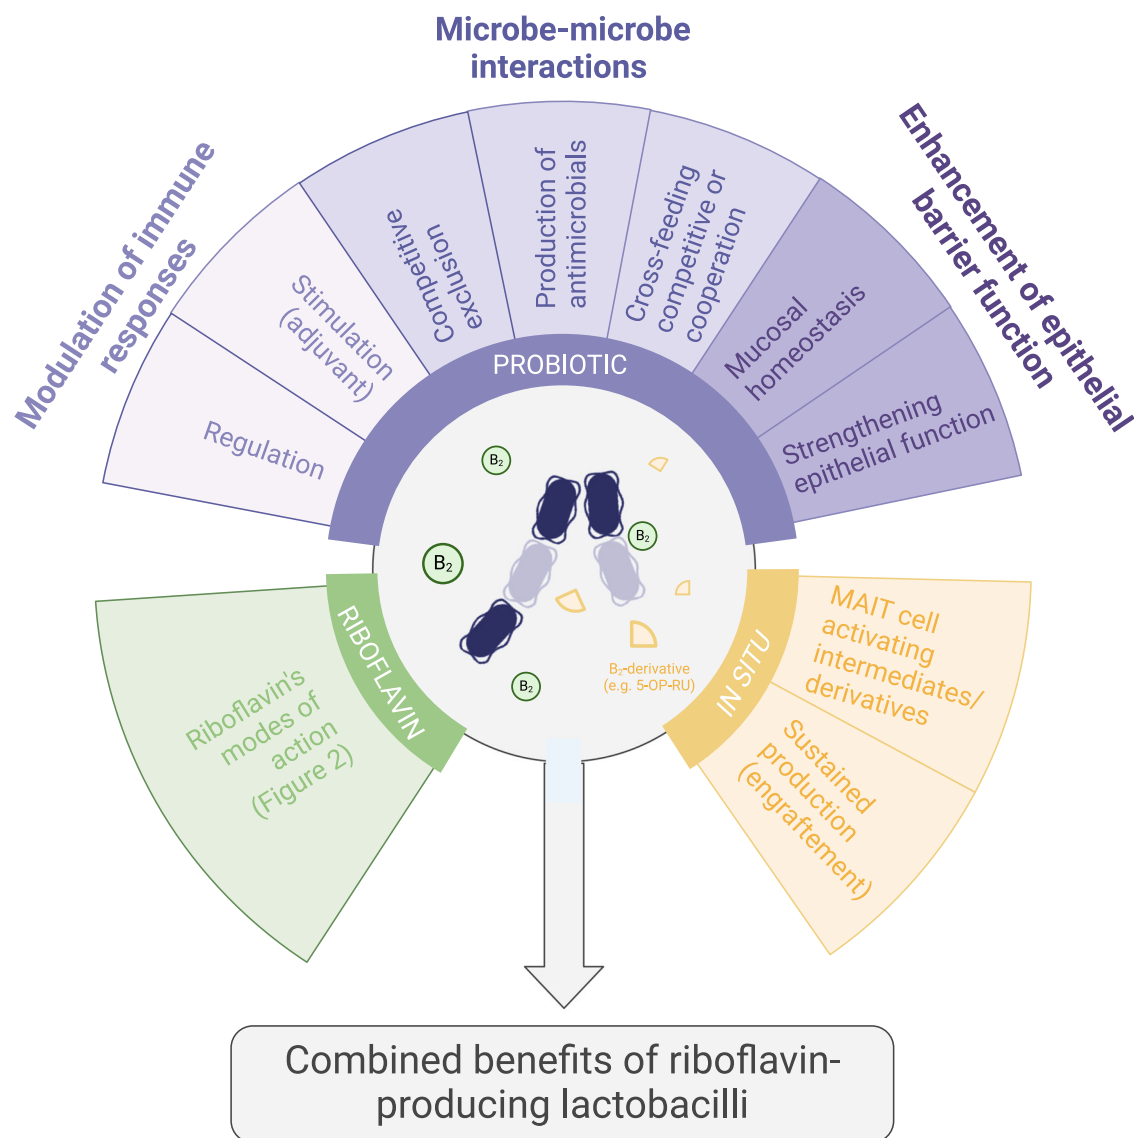 Microbe-microbe
interactions
Modulation of immune
responses
Enhancement of epithelial
barrier function
Regulation
Stimulation
(adjuvant)
Competitive
exclusion
Production of
antimicrobials
Cross-feeding
competitive or
cooperation
Mucosal
homeostasis
Strengthening
epithelial function
PROBIOTIC
B₂
B₂
B₂
B₂
B₂-derivative
(e.g. 5-OP-RU)
RIBOFLAVIN
Riboflavin's
modes of
action
(Figure 2)
IN SITU
MAIT cell
activating
intermediates/
derivatives
Sustained
production
(engraftement)
Combined benefits of riboflavin-
producing lactobacilli